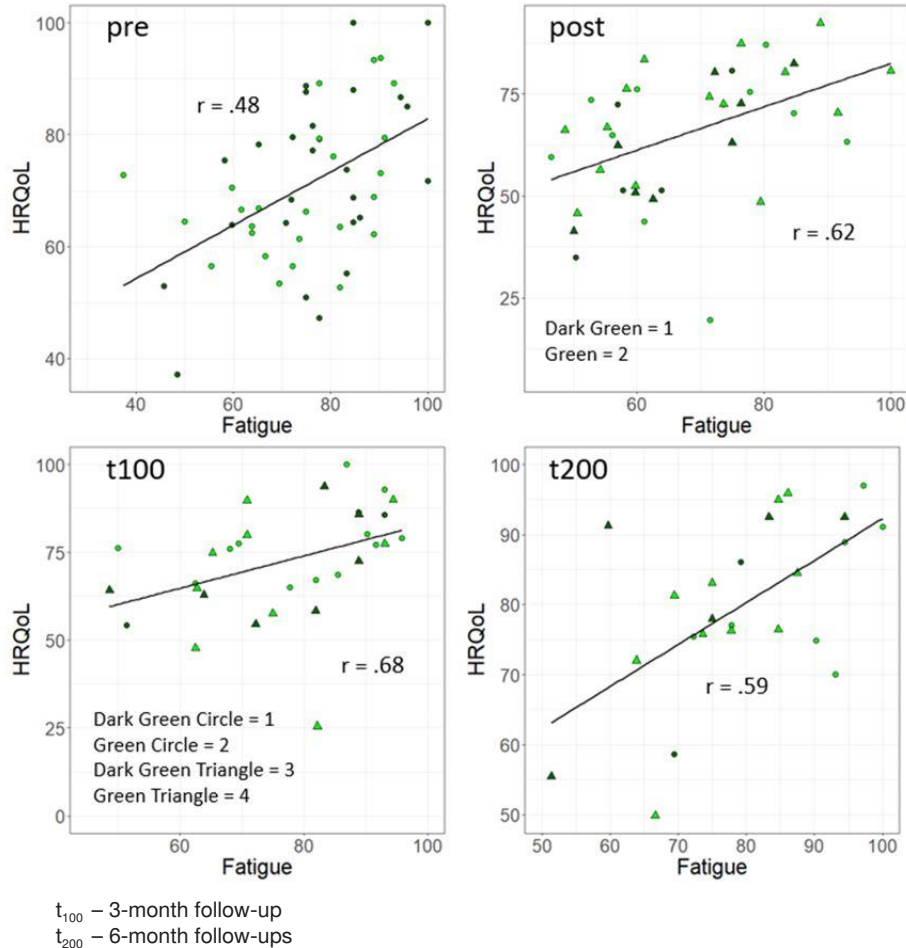 pre
r = .48
HRQoL
100
80
60
40
40 60 80 100
Fatigue
post
r = .62
Dark Green = 1
Green = 2
HRQoL
75
50
25
60 80 100
Fatigue
t100
r = .68
Dark Green Circle = 1
Green Circle = 2
Dark Green Triangle = 3
Green Triangle = 4
HRQoL
100
75
50
25
0
60 80 100
Fatigue
t200
r = .59
HRQoL
100
90
80
70
60
50
50 60 70 80 90 100
Fatigue
t₁₀₀ – 3-month follow-up
t₂₀₀ – 6-month follow-ups